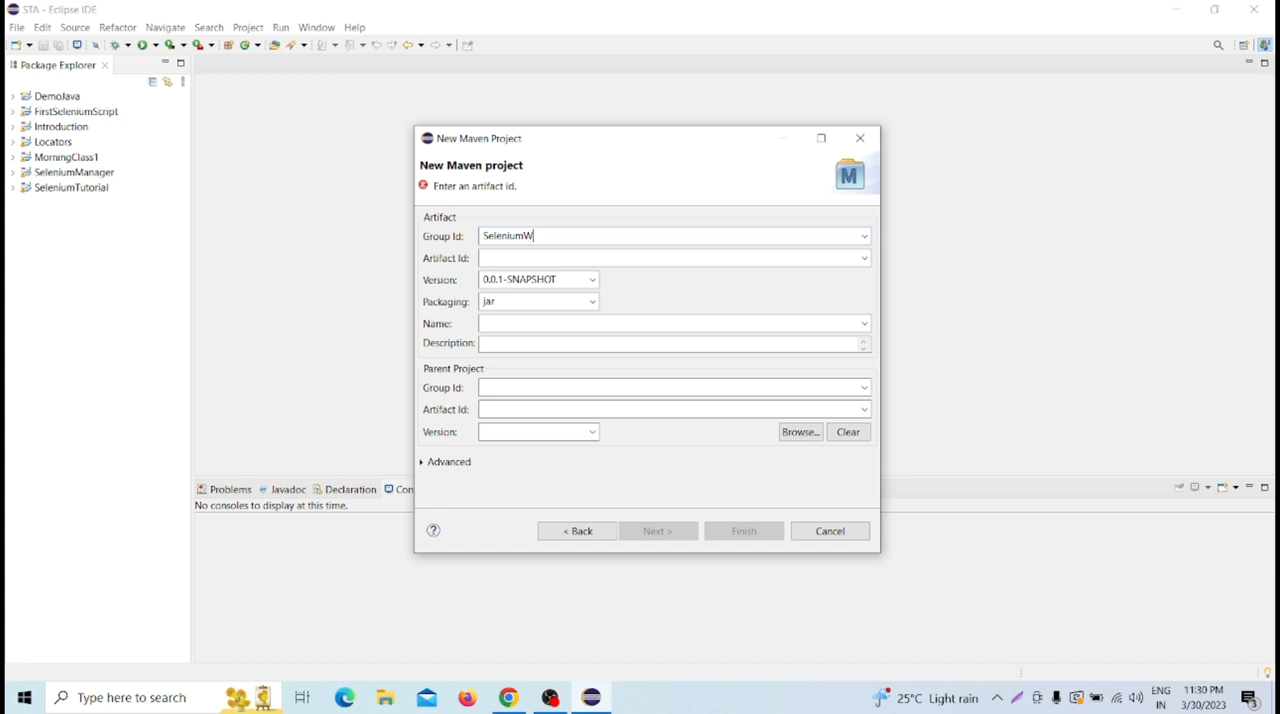 STA - Eclipse IDE
File Edit Source Refactor Navigate Search Project Run Window Help
Package Explorer
DemoJava
FirstSeleniumScript
Introduction
Locators
MorningClass1
SeleniumManager
SeleniumTutorial
New Maven Project
New Maven project
Enter an artifact id.
M
Artifact
Group Id: SeleniumW
Artifact Id:
Version: 0.0.1-SNAPSHOT
Packaging: jar
Name:
Description:
Parent Project
Group Id:
Artifact Id:
Version: Browse... Clear
Advanced
Problems Javadoc Declaration Con
No consoles to display at this time.
? < Back Next > Finish Cancel
Type here to search
25°C Light rain
ENG
IN
11:30 PM
3/30/2023
3